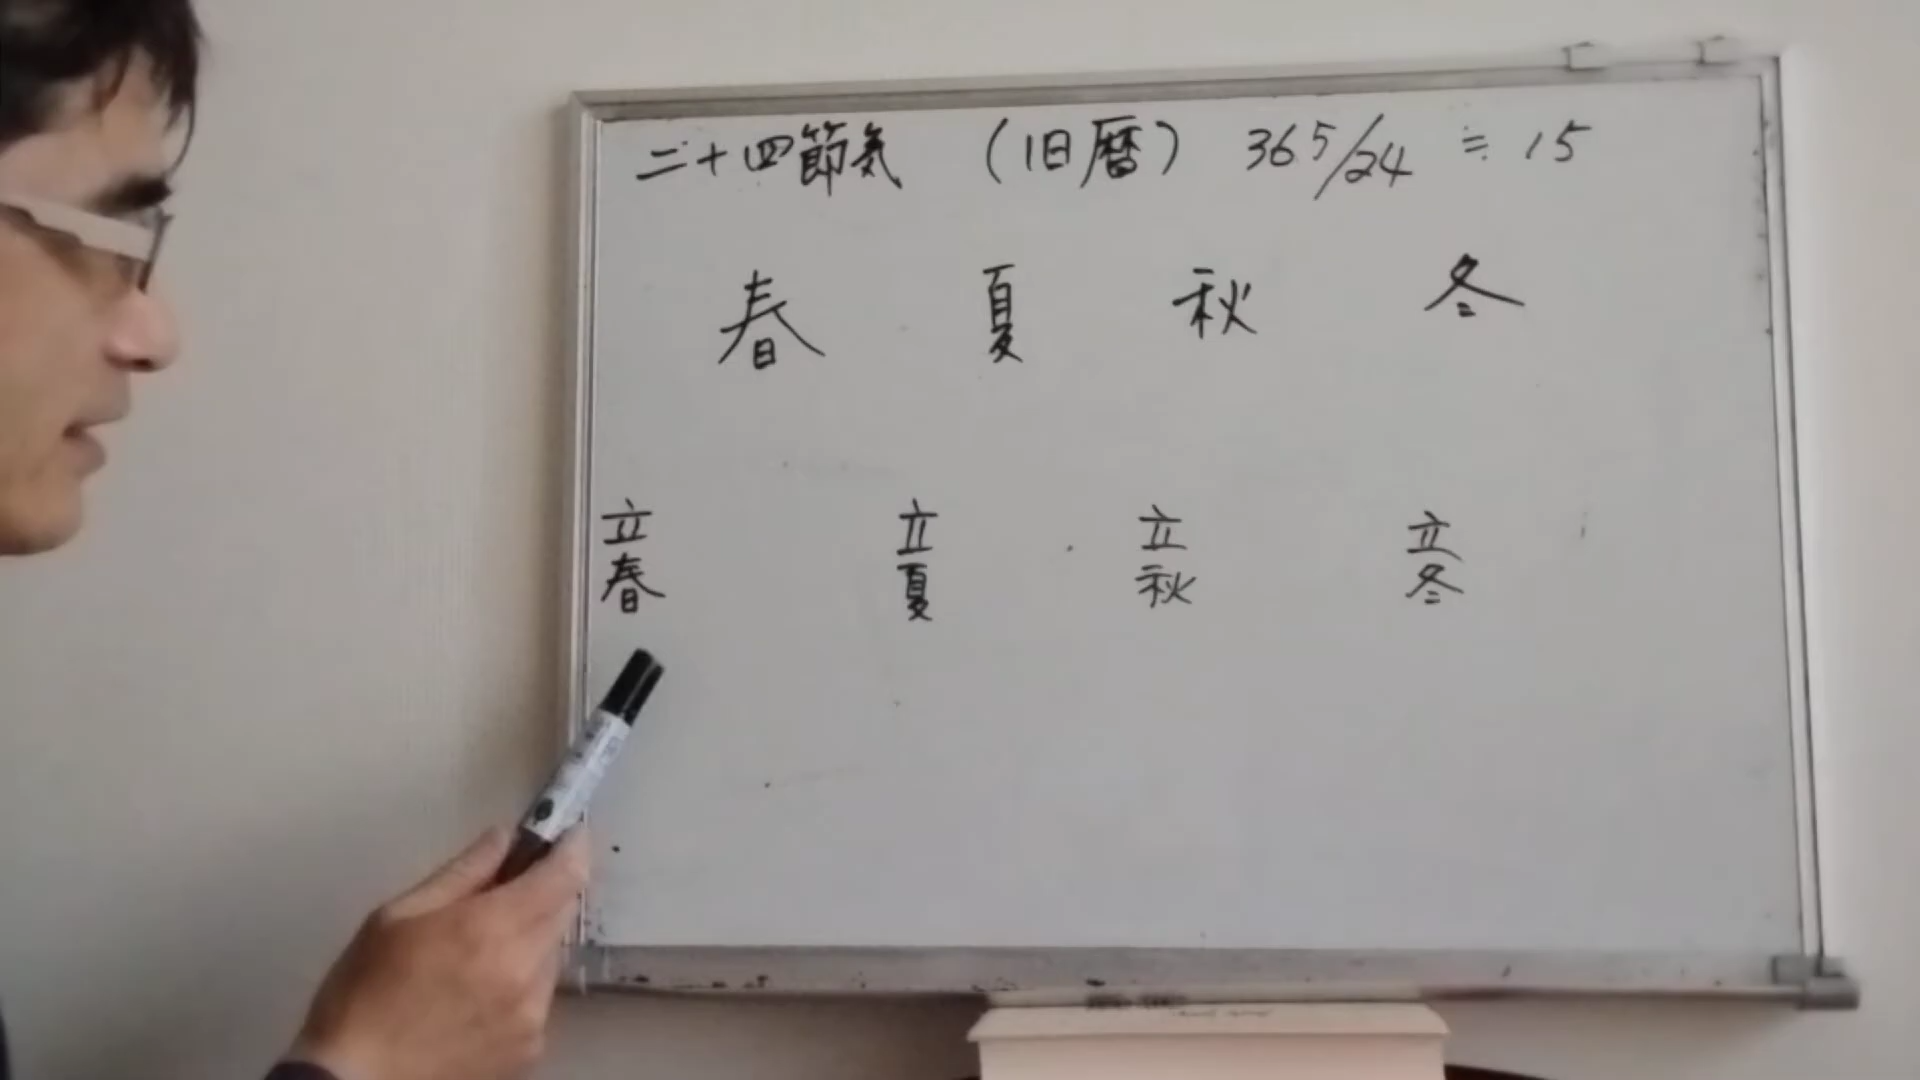 二十四節気 (旧暦) 365/24 ≒ 15
春 夏 秋 冬
立春 立夏 立秋 立冬